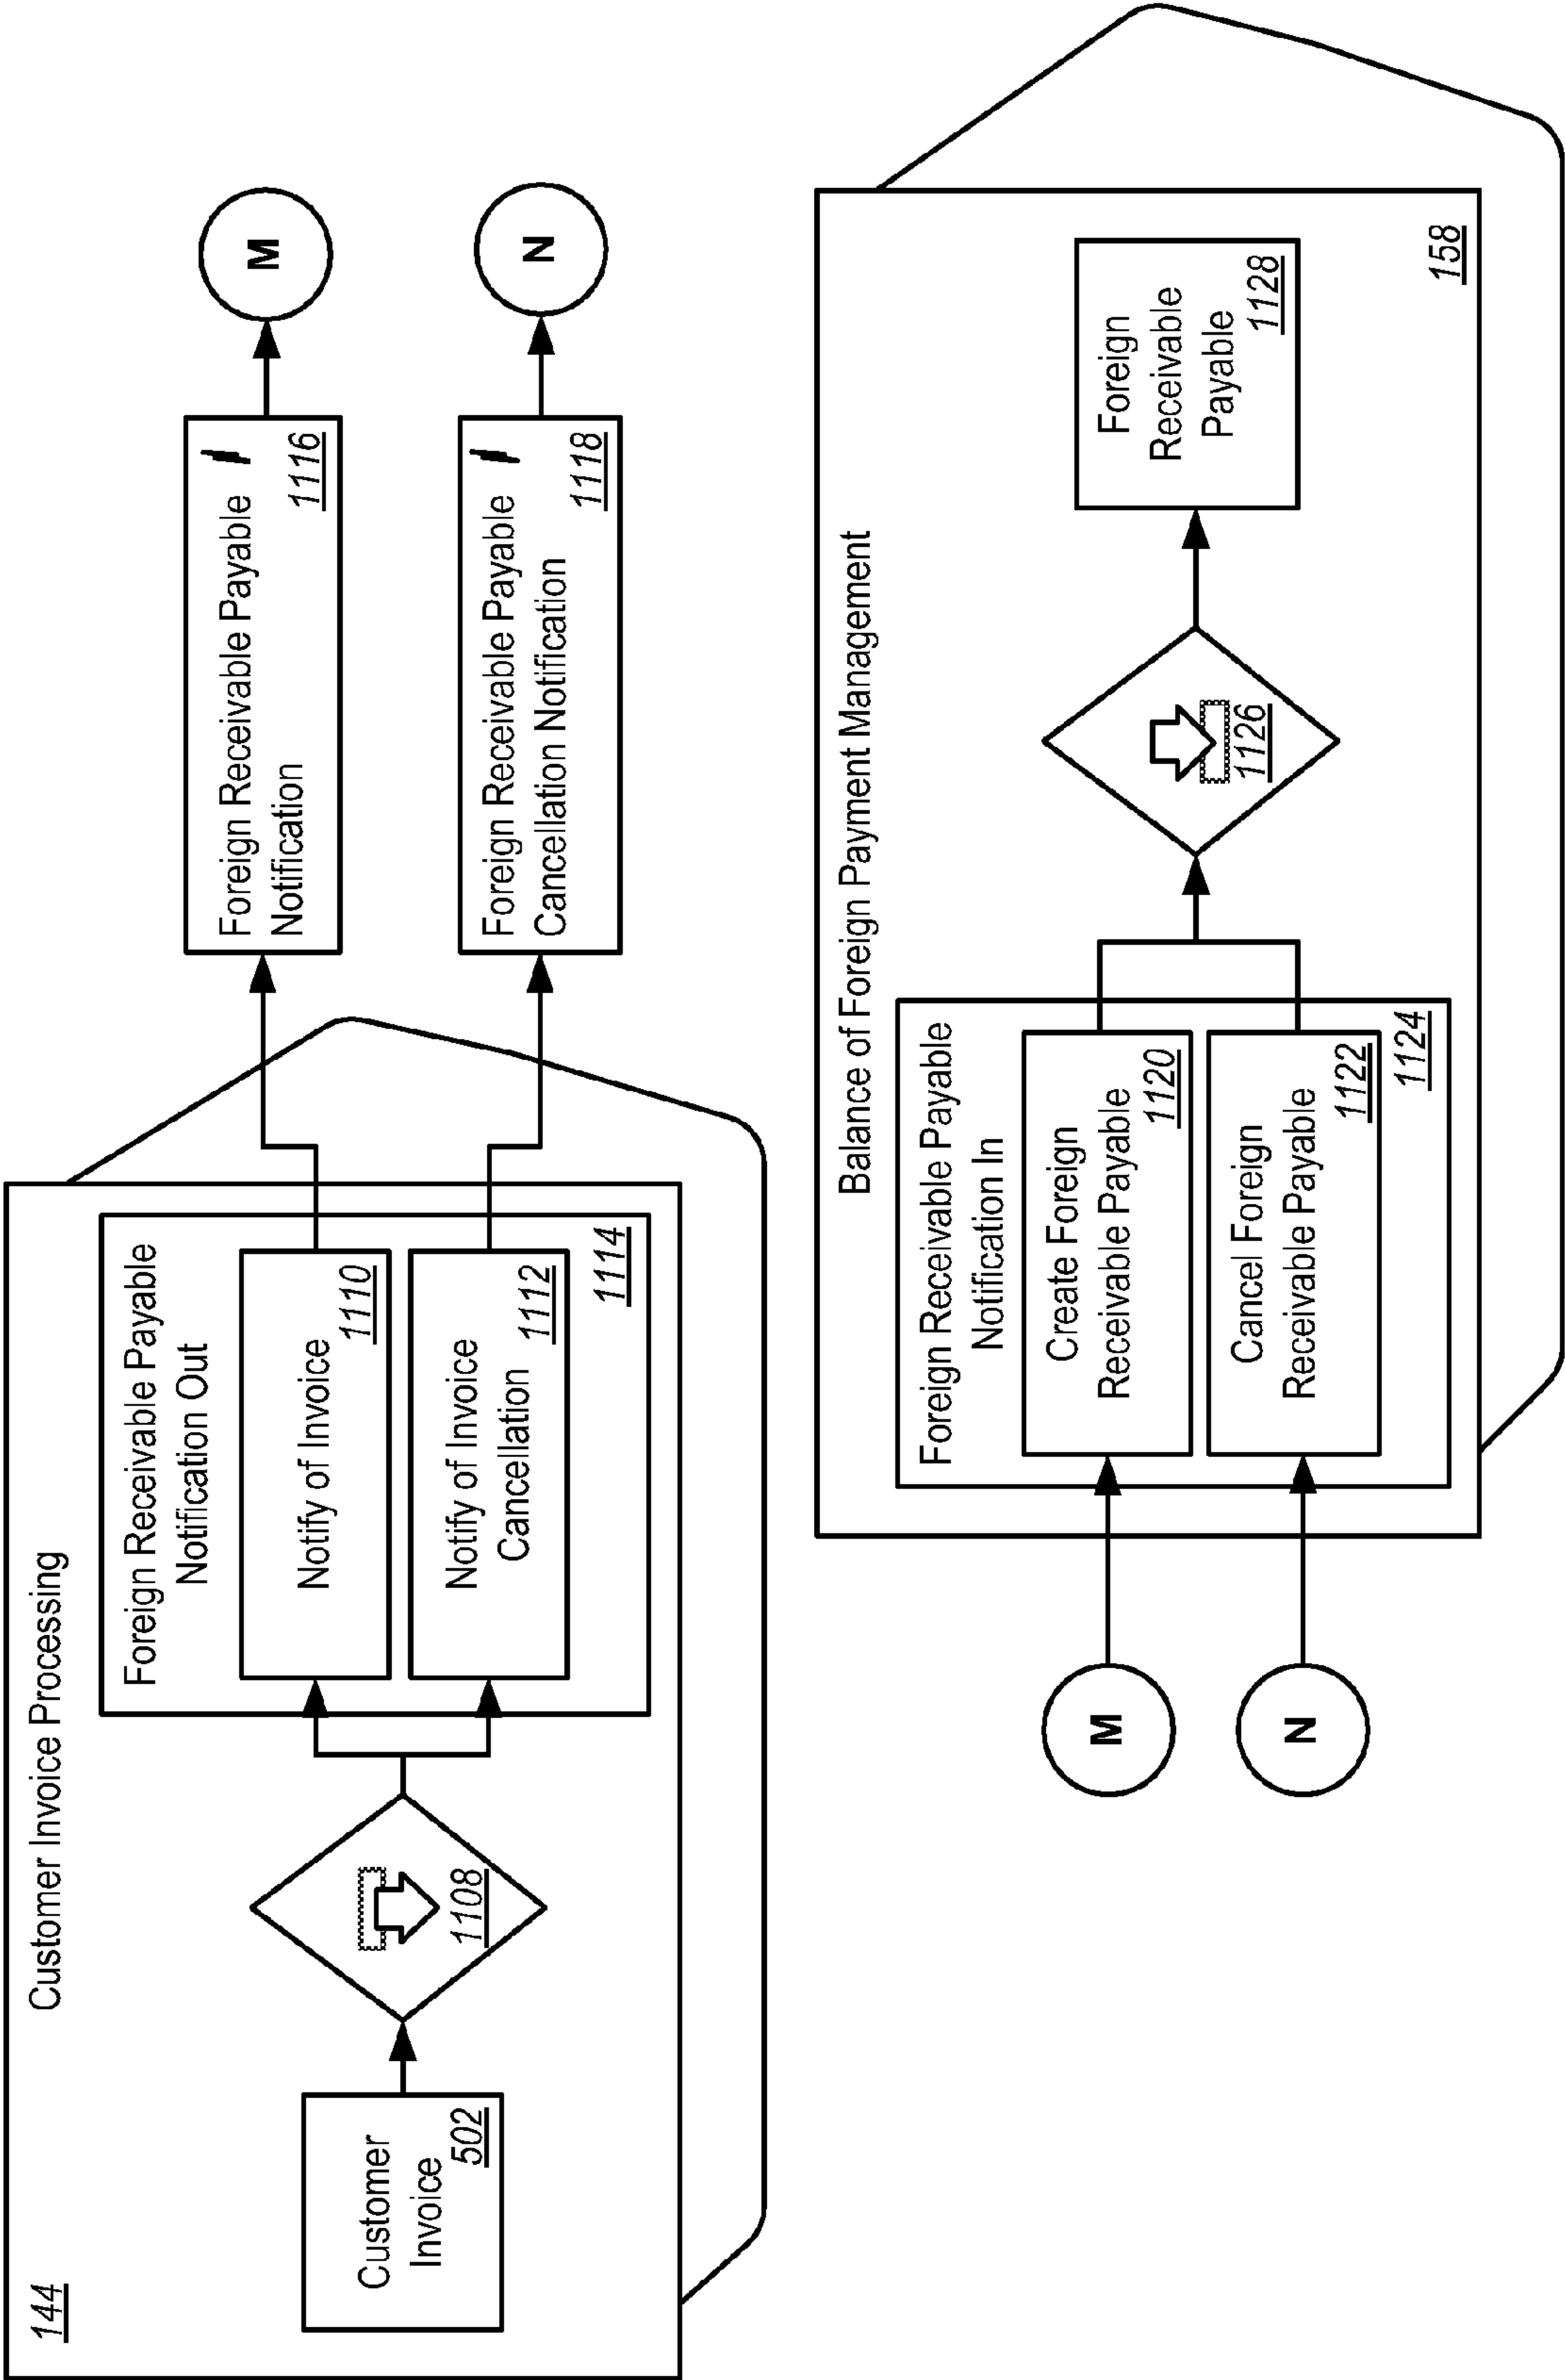 144
Customer Invoice Processing
Customer
Invoice
502
1108
Foreign Receivable Payable
Notification Out
Notify of Invoice
1110
Notify of Invoice
Cancellation
1112
1114
Foreign Receivable Payable
Notification
1116
M
Foreign Receivable Payable
Cancellation Notification
1118
N
Balance of Foreign Payment Management
M
N
Foreign Receivable Payable
Notification In
Create Foreign
Receivable Payable
1120
Cancel Foreign
Receivable Payable
1122
1124
1126
Foreign
Receivable
Payable
1128
158